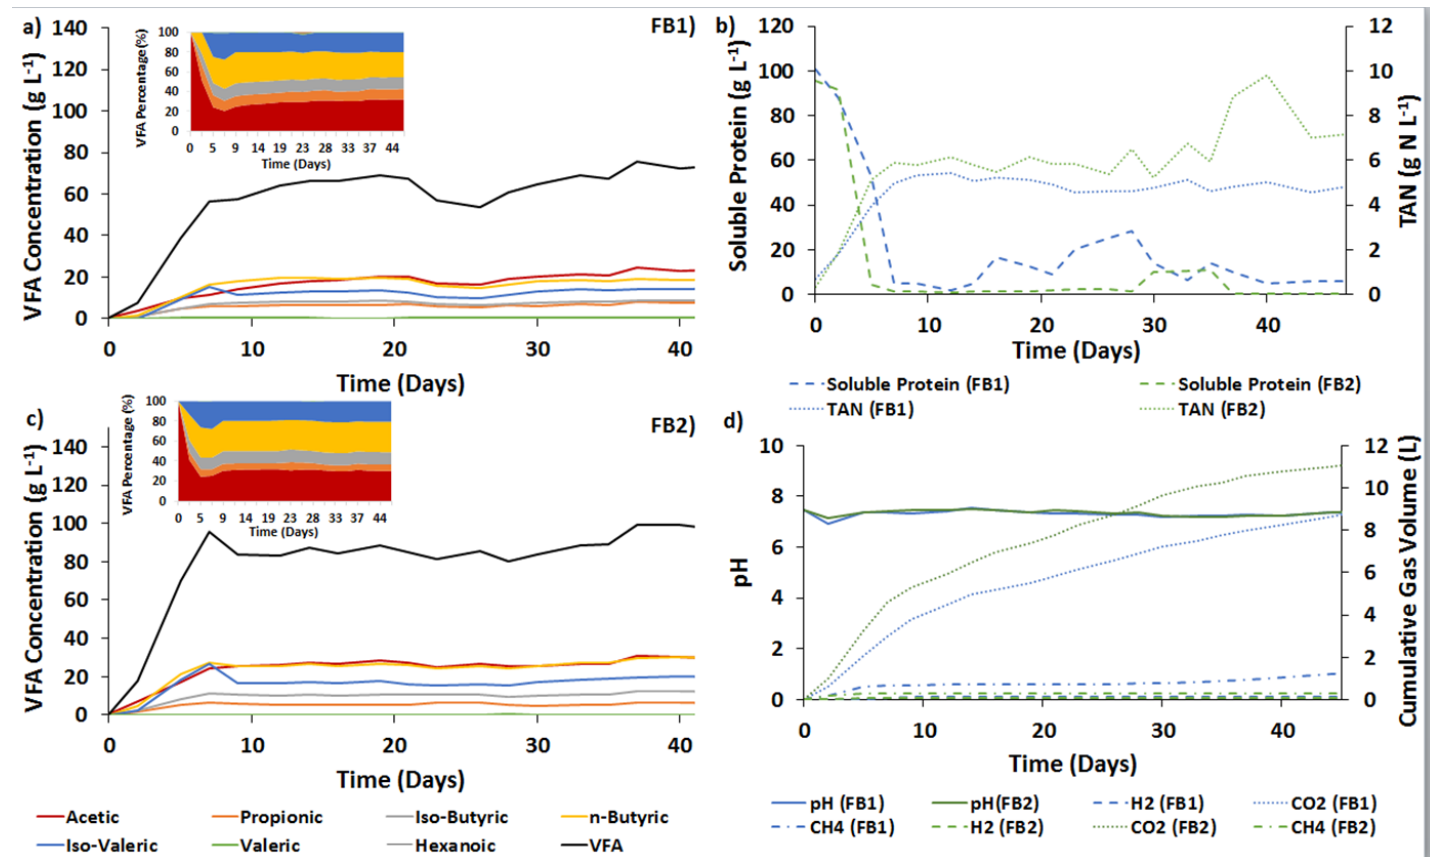 a)
FB1)
VFA Concentration (g L-1)
140
120
100
80
60
40
20
0
0 10 20 30 40
Time (Days)
VFA Percentage(%)
100
80
60
40
20
0
0 5 9 14 19 24 28 33 37 44
Time (Days)
b)
Soluble Protein (g L-1)
120
100
80
60
40
20
0
TAN (g N L-1)
12
10
8
6
4
2
0
0 10 20 30 40
Time (Days)
Soluble Protein (FB1) Soluble Protein (FB2)
TAN (FB1) TAN (FB2)
c)
FB2)
VFA Concentration (g L-1)
140
120
100
80
60
40
20
0
0 10 20 30 40
Time (Days)
VFA Percentage (%)
100
80
60
40
20
0
0 5 9 14 19 23 28 33 38 44
Time (Days)
Acetic Propionic Iso-Butyric n-Butyric
Iso-Valeric Valeric Hexanoic VFA
d)
pH
10
8
6
4
2
0
Cumulative Gas Volume (L)
12
10
8
6
4
2
0
0 10 20 30 40
Time (Days)
pH (FB1) pH(FB2) H2 (FB1) CO2 (FB1)
CH4 (FB1) H2 (FB2) CO2 (FB2) CH4 (FB2)